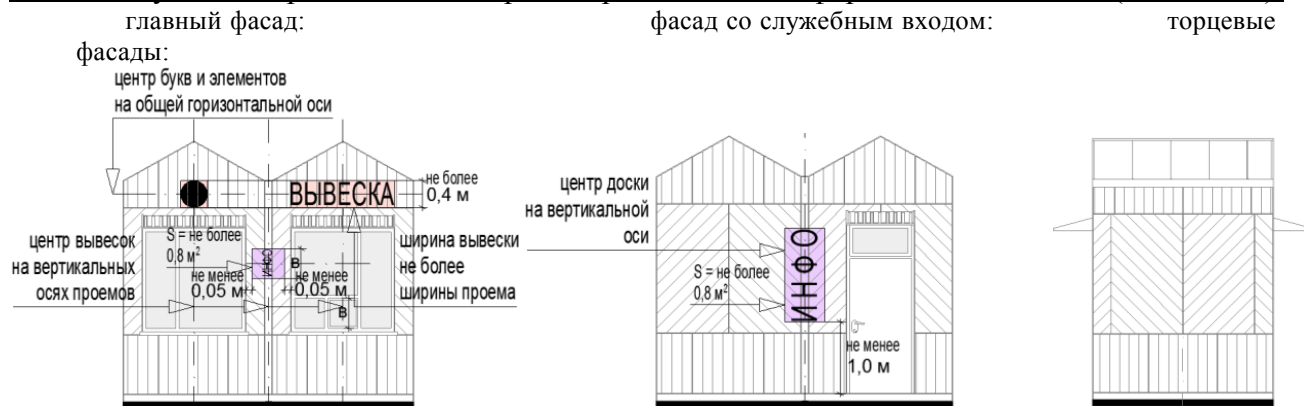 главный фасад: фасад со служебным входом: торцевые
фасады:
центр букв и элементов
на общей горизонтальной оси
ВЫВЕСКА
не более
0,4 м
центр вывесок
на вертикальных
осях проемов
S = не более
0,8 м²
ИНФО
не менее
0,05 м
не менее
0,05 м
В
В
ширина вывески
не более
ширины проема
центр доски
на вертикальной
оси
S = не более
0,8 м²
ИНФО
не менее
1,0 м